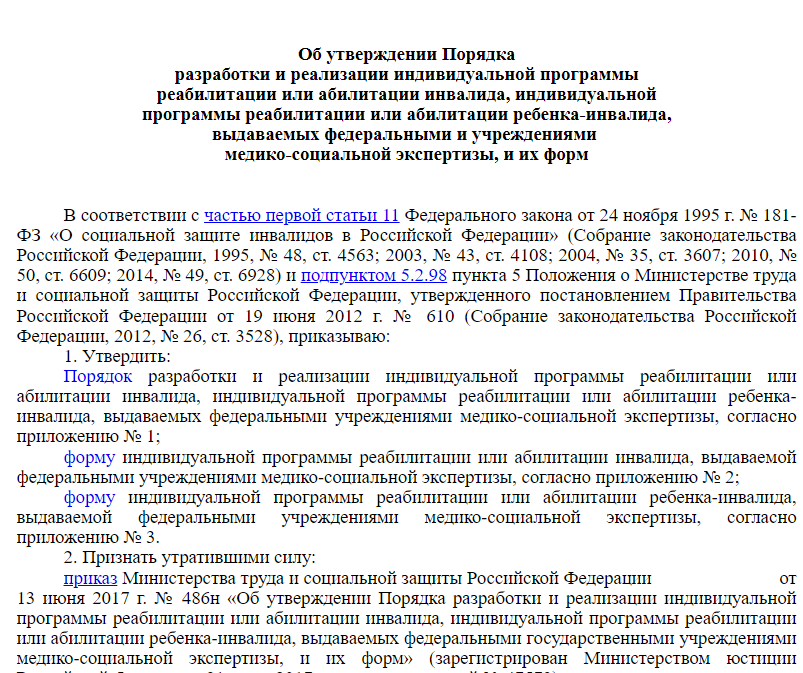 Об утверждении Порядка
разработки и реализации индивидуальной программы
реабилитации или абилитации инвалида, индивидуальной
программы реабилитации или абилитации ребенка-инвалида,
выдаваемых федеральными и учреждениями
медико-социальной экспертизы, и их форм
В соответствии с частью первой статьи 11 Федерального закона от 24 ноября 1995 г. № 181-
ФЗ «О социальной защите инвалидов в Российской Федерации» (Собрание законодательства
Российской Федерации, 1995, № 48, ст. 4563; 2003, № 43, ст. 4108; 2004, № 35, ст. 3607; 2010, №
50, ст. 6609; 2014, № 49, ст. 6928) и подпунктом 5.2.98 пункта 5 Положения о Министерстве труда
и социальной защиты Российской Федерации, утвержденного постановлением Правительства
Российской Федерации от 19 июня 2012 г. № 610 (Собрание законодательства Российской
Федерации, 2012, № 26, ст. 3528), приказываю:
1. Утвердить:
Порядок разработки и реализации индивидуальной программы реабилитации или
абилитации инвалида, индивидуальной программы реабилитации или абилитации ребенка-
инвалида, выдаваемых федеральными учреждениями медико-социальной экспертизы, согласно
приложению № 1;
форму индивидуальной программы реабилитации или абилитации инвалида, выдаваемой
федеральными учреждениями медико-социальной экспертизы, согласно приложению № 2;
форму индивидуальной программы реабилитации или абилитации ребенка-инвалида,
выдаваемой федеральными учреждениями медико-социальной экспертизы, согласно
приложению № 3.
2. Признать утратившими силу:
приказ Министерства труда и социальной защиты Российской Федерации от
13 июня 2017 г. № 486н «Об утверждении Порядка разработки и реализации индивидуальной
программы реабилитации или абилитации инвалида, индивидуальной программы реабилитации
или абилитации ребенка-инвалида, выдаваемых федеральными государственными учреждениями
медико-социальной экспертизы, и их форм» (зарегистрирован Министерством юстиции